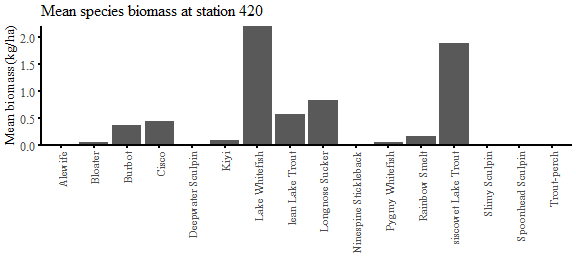 Mean species biomass at station 420
Mean biomass (kg/ha)
2.0
1.5
1.0
0.5
0.0
Alewife
Bloater
Burbot
Cisco
Deepwater Sculpin
Kiyi
Lake Whitefish
lean Lake Trout
Longnose Sucker
Ninespine Stickleback
Pygmy Whitefish
Rainbow Smelt
siscowet Lake Trout
Slimy Sculpin
Spoonhead Sculpin
Trout-perch